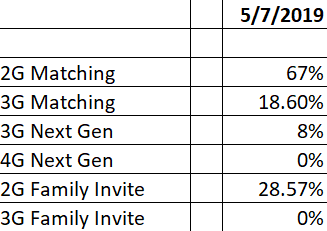 5/7/2019
2G Matching 67%
3G Matching 18.60%
3G Next Gen 8%
4G Next Gen 0%
2G Family Invite 28.57%
3G Family Invite 0%